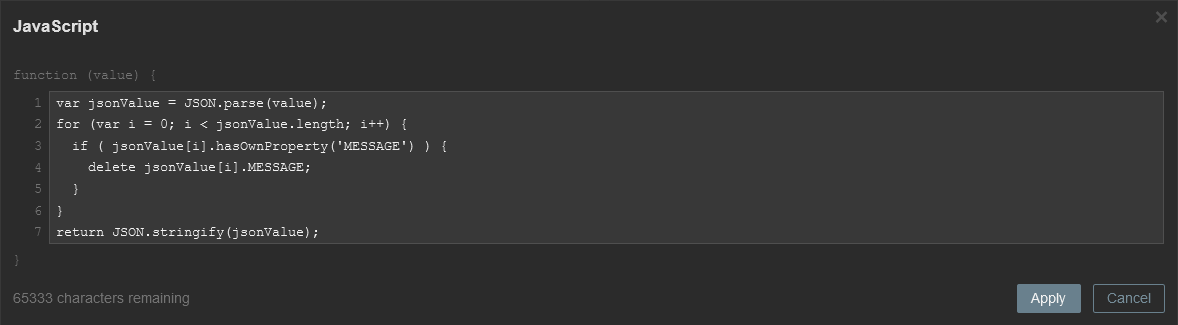 JavaScript
×
function (value) {
1 var jsonValue = JSON.parse(value);
2 for (var i = 0; i < jsonValue.length; i++) {
3   if ( jsonValue[i].hasOwnProperty('MESSAGE') ) {
4     delete jsonValue[i].MESSAGE;
5   }
6 }
7 return JSON.stringify(jsonValue);
}
65333 characters remaining
Apply Cancel